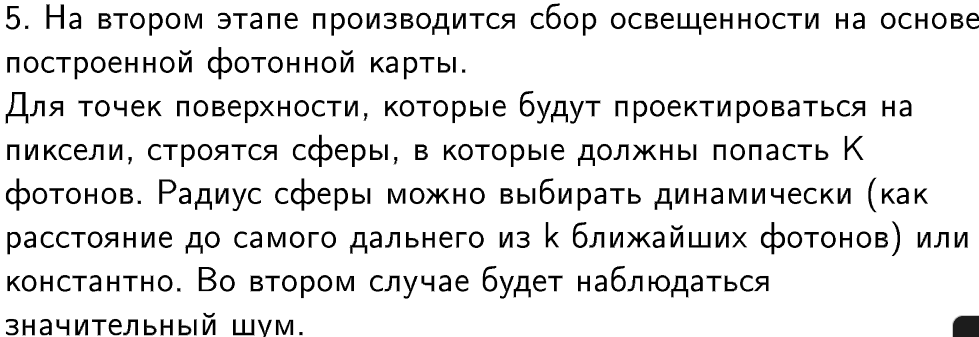 5. На втором этапе производится сбор освещенности на основе
построенной фотонной карты.
Для точек поверхности, которые будут проектироваться на
пиксели, строятся сферы, в которые должны попасть K
фотонов. Радиус сферы можно выбирать динамически (как
расстояние до самого дальнего из k ближайших фотонов) или
константно. Во втором случае будет наблюдаться
значительный шум.